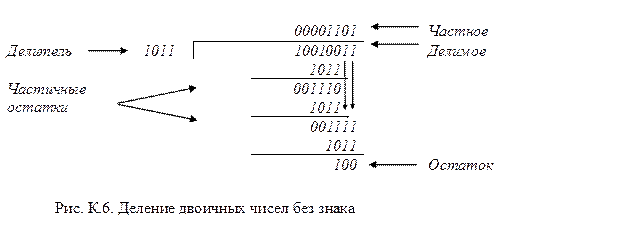 00001101 Частное
Делитель 1011 10010011 Делимое
1011
Частичные 001110
остатки 1011
001111
1011
100 Остаток
Рис. К.6. Деление двоичных чисел без знака